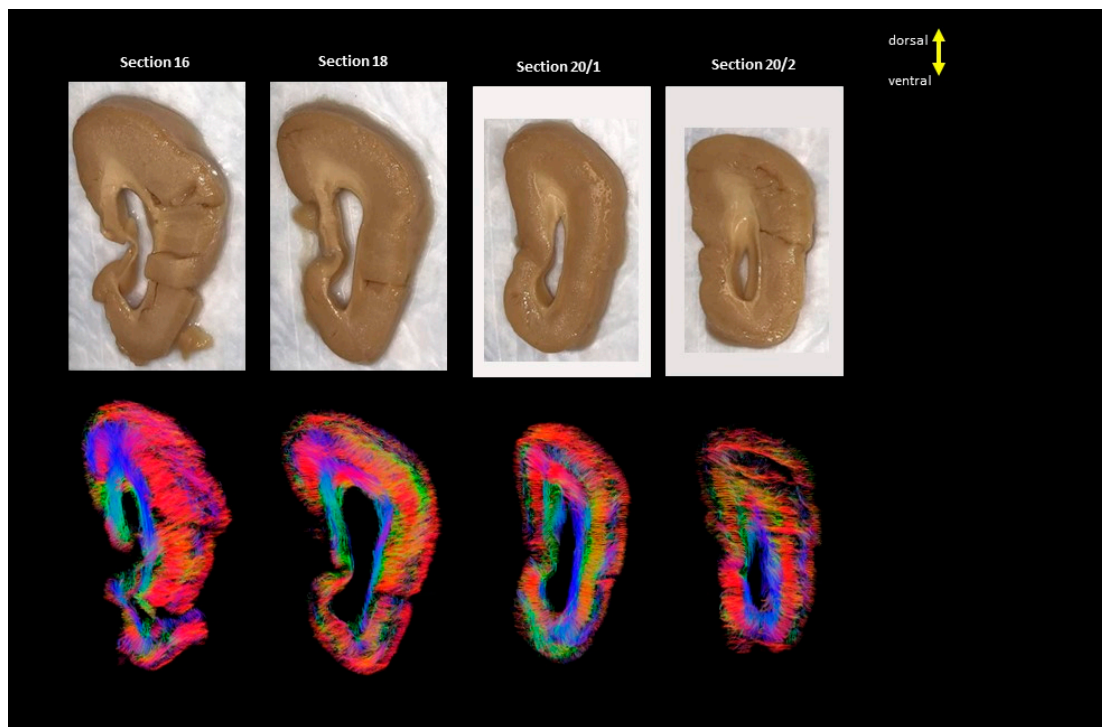 dorsal
ventral
Section 16
Section 18
Section 20/1
Section 20/2